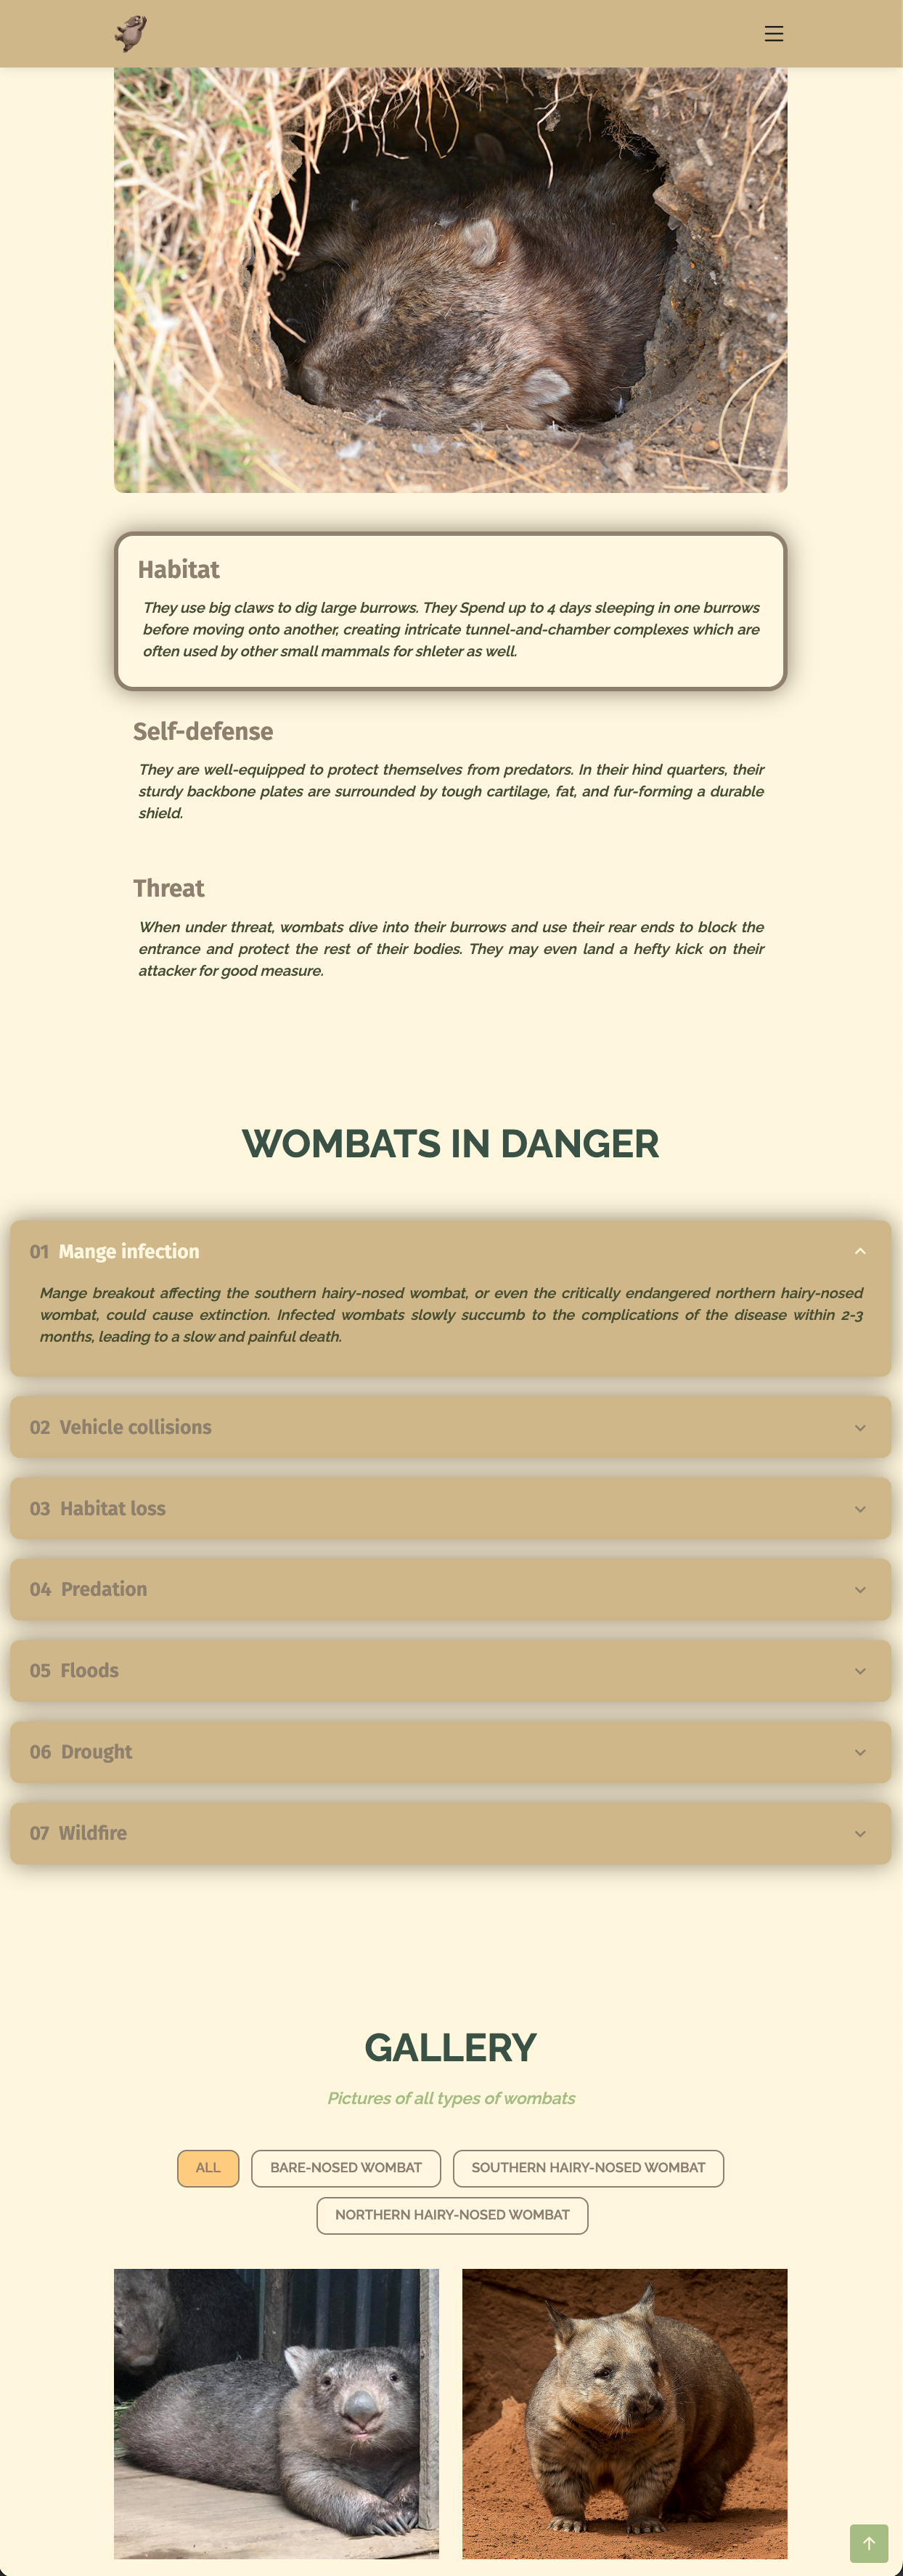 Habitat
They use big claws to dig large burrows. They Spend up to 4 days sleeping in one burrows
before moving onto another, creating intricate tunnel-and-chamber complexes which are
often used by other small mammals for shleter as well.
Self-defense
They are well-equipped to protect themselves from predators. In their hind quarters, their
sturdy backbone plates are surrounded by tough cartilage, fat, and fur-forming a durable
shield.
Threat
When under threat, wombats dive into their burrows and use their rear ends to block the
entrance and protect the rest of their bodies. They may even land a hefty kick on their
attacker for good measure.
WOMBATS IN DANGER
01 Mange infection
Mange breakout affecting the southern hairy-nosed wombat, or even the critically endangered northern hairy-nosed
wombat, could cause extinction. Infected wombats slowly succumb to the complications of the disease within 2-3
months, leading to a slow and painful death.
02 Vehicle collisions
03 Habitat loss
04 Predation
05 Floods
06 Drought
07 Wildfire
GALLERY
Pictures of all types of wombats
ALL BARE-NOSED WOMBAT SOUTHERN HAIRY-NOSED WOMBAT
NORTHERN HAIRY-NOSED WOMBAT